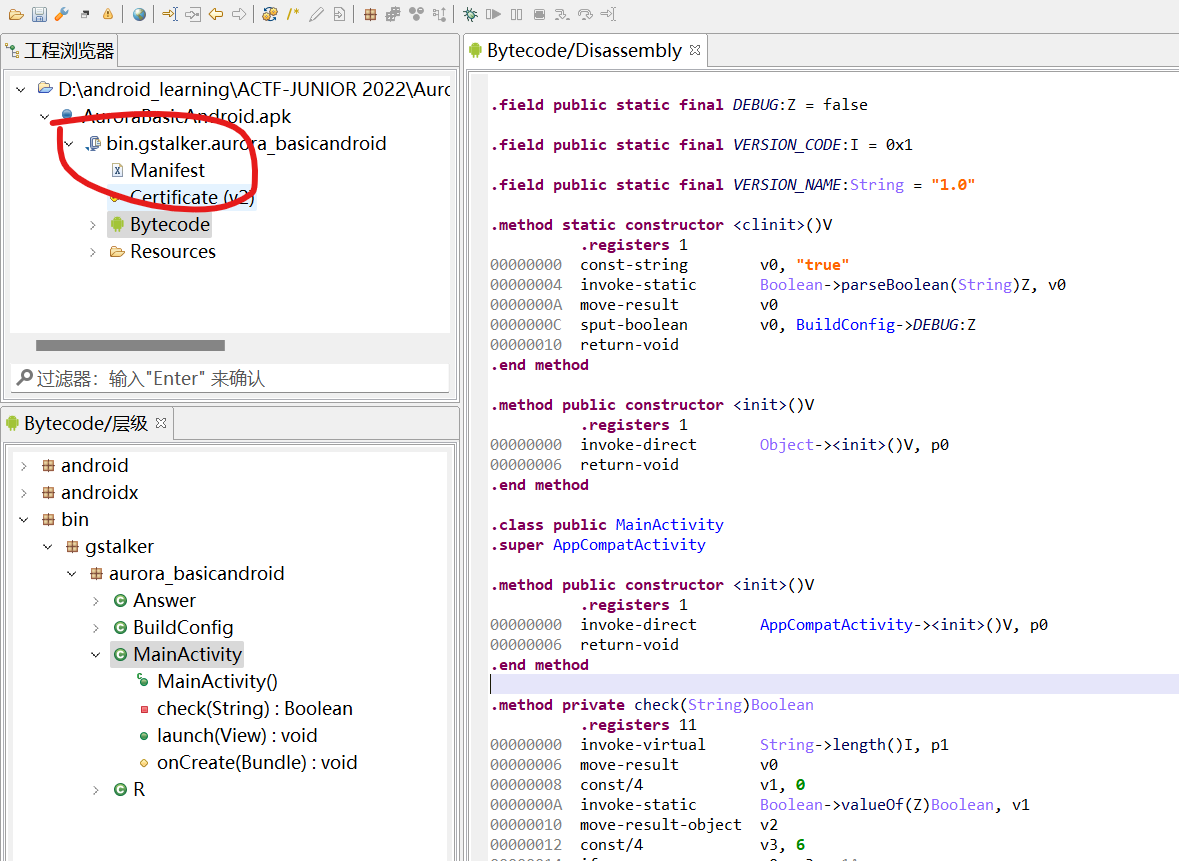 工程浏览器
D:\android_learning\ACTF-JUNIOR 2022\Auro
AuroraBasicAndroid.apk
bin.gstalker.aurora_basicandroid
Manifest
Certificate (v2)
Bytecode
Resources
过滤器：输入"Enter" 来确认
Bytecode/层级
android
androidx
bin
gstalker
aurora_basicandroid
Answer
BuildConfig
MainActivity
MainActivity()
check(String) : Boolean
launch(View) : void
onCreate(Bundle) : void
R
Bytecode/Disassembly
.field public static final DEBUG:Z = false
.field public static final VERSION_CODE:I = 0x1
.field public static final VERSION_NAME:String = "1.0"
.method static constructor <clinit>()V
.registers 1
00000000 const-string v0, "true"
00000004 invoke-static Boolean->parseBoolean(String)Z, v0
0000000A move-result v0
0000000C sput-boolean v0, BuildConfig->DEBUG:Z
00000010 return-void
.end method
.method public constructor <init>()V
.registers 1
00000000 invoke-direct Object-><init>()V, p0
00000006 return-void
.end method
.class public MainActivity
.super AppCompatActivity
.method public constructor <init>()V
.registers 1
00000000 invoke-direct AppCompatActivity-><init>()V, p0
00000006 return-void
.end method
.method private check(String)Boolean
.registers 11
00000000 invoke-virtual String->length()I, p1
00000006 move-result v0
00000008 const/4 v1, 0
0000000A invoke-static Boolean->valueOf(Z)Boolean, v1
00000010 move-result-object v2
00000012 const/4 v3, 6